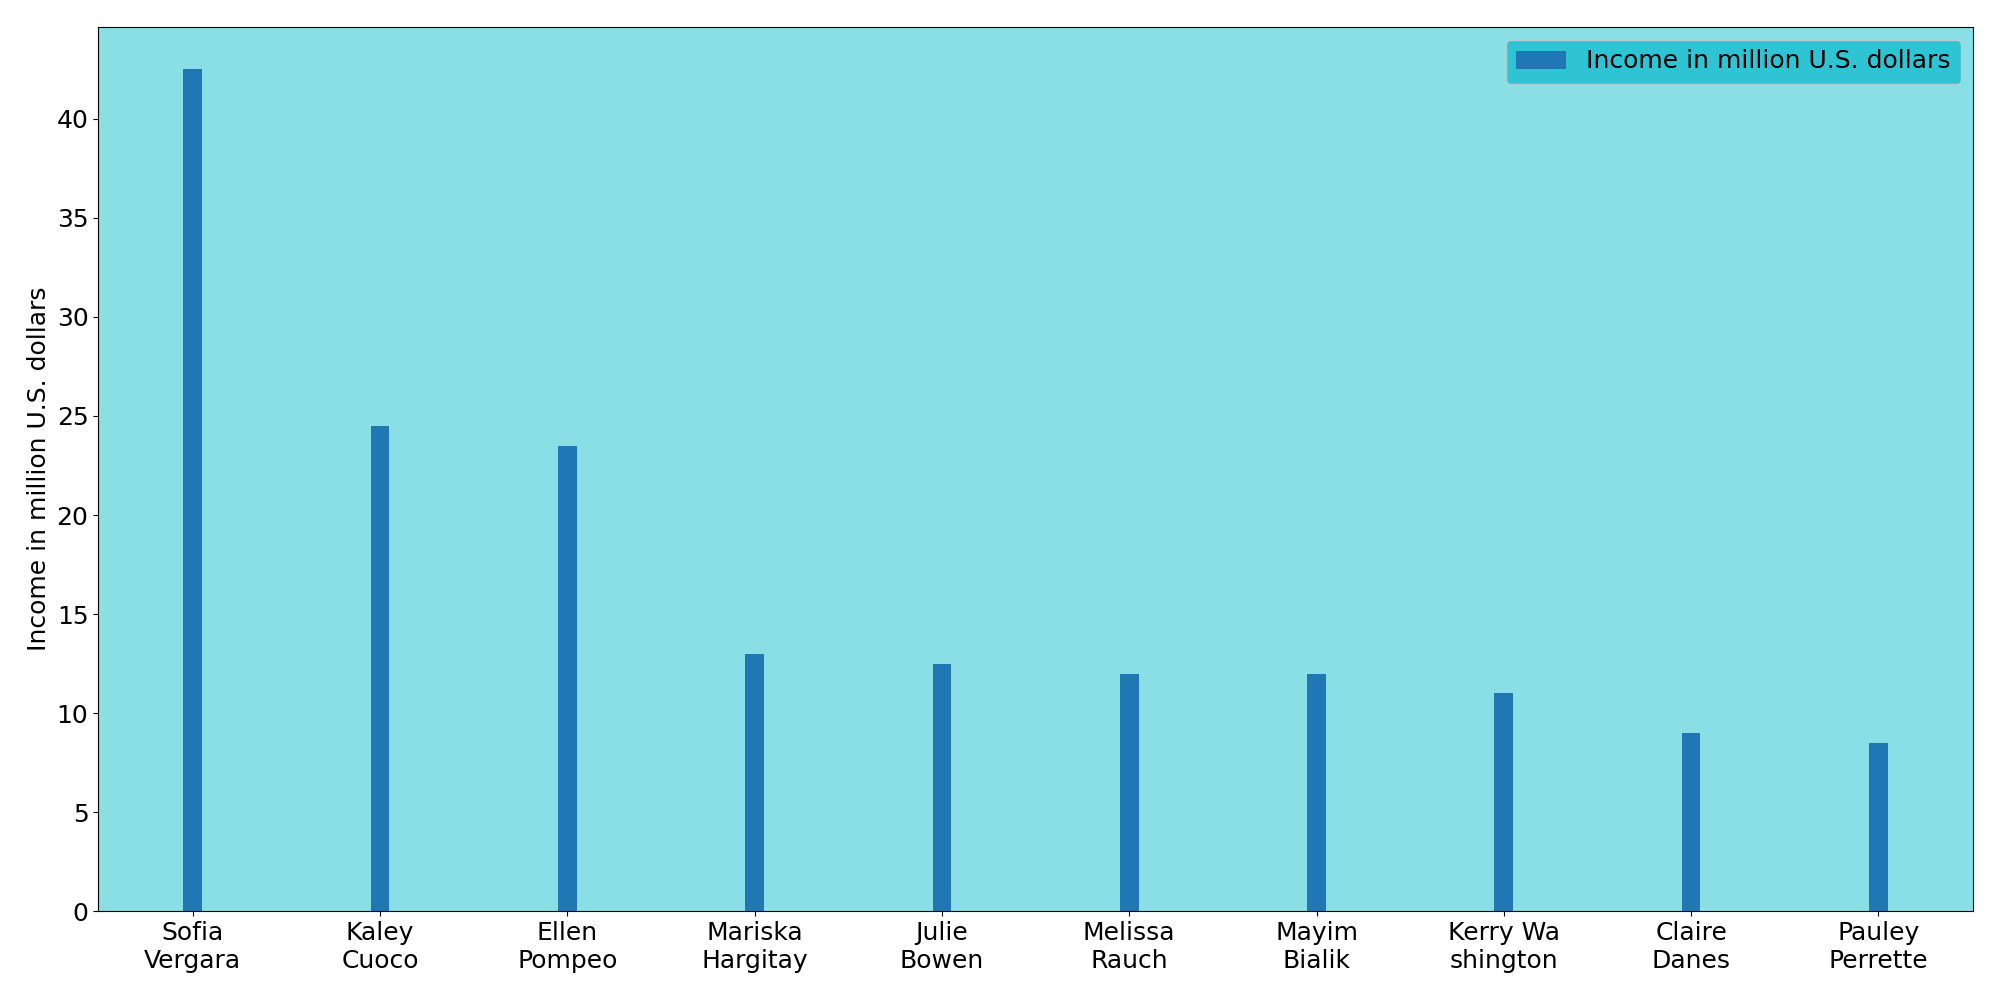 Income in million U.S. dollars
Income in million U.S. dollars
40
35
30
25
20
15
10
5
0
Sofia
Vergara
Kaley
Cuoco
Ellen
Pompeo
Mariska
Hargitay
Julie
Bowen
Melissa
Rauch
Mayim
Bialik
Kerry Wa
shington
Claire
Danes
Pauley
Perrette